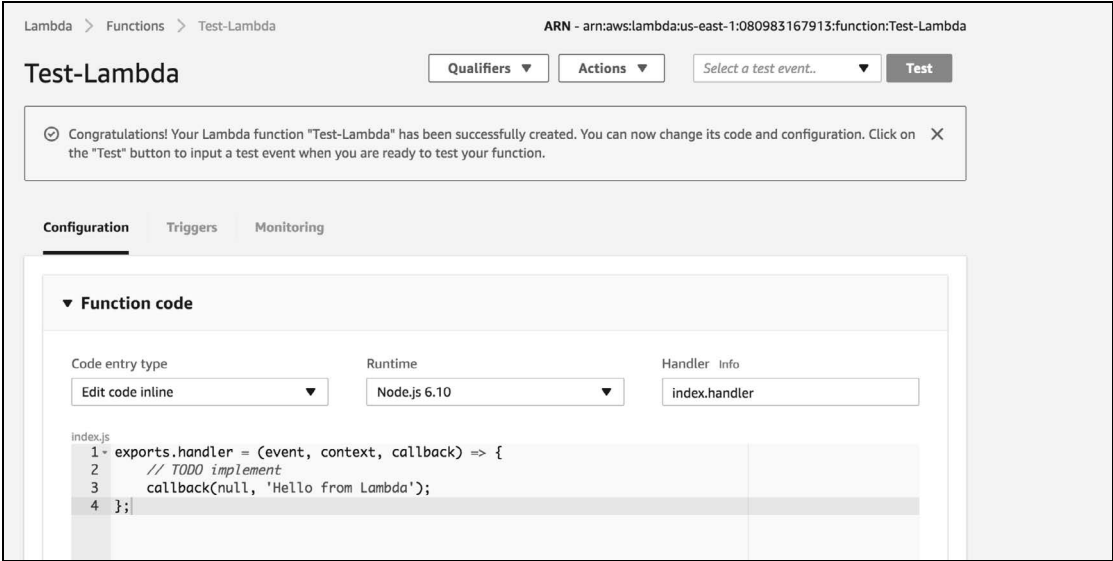 Lambda > Functions > Test-Lambda
ARN - arn:aws:lambda:us-east-1:080983167913:function:Test-Lambda
Test-Lambda
Qualifiers ▼ Actions ▼ Select a test event.. ▼ Test
Congratulations! Your Lambda function "Test-Lambda" has been successfully created. You can now change its code and configuration. Click on
the "Test" button to input a test event when you are ready to test your function.
Configuration Triggers Monitoring
▼ Function code
Code entry type Runtime Handler Info
Edit code inline ▼ Node.js 6.10 ▼ index.handler
index.js
1 exports.handler = (event, context, callback) => {
2 // TODO implement
3 callback(null, 'Hello from Lambda');
4 };